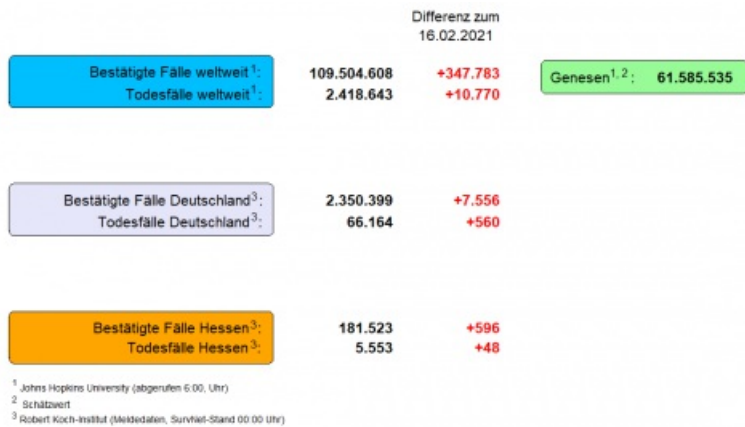 Differenz zum
16.02.2021
Bestätigte Fälle weltweit¹: 109.504.608 +347.783
Todesfälle weltweit¹: 2.418.643 +10.770
Genesen¹,²: 61.585.535
Bestätigte Fälle Deutschland³: 2.350.399 +7.556
Todesfälle Deutschland³: 66.164 +560
Bestätigte Fälle Hessen³: 181.523 +596
Todesfälle Hessen³: 5.553 +48
¹ Johns Hopkins University (abgerufen 6:00, Uhr)
² Schätzwert
³ Robert Koch-Institut (Meldedaten, SurvNet-Stand 00:00 Uhr)